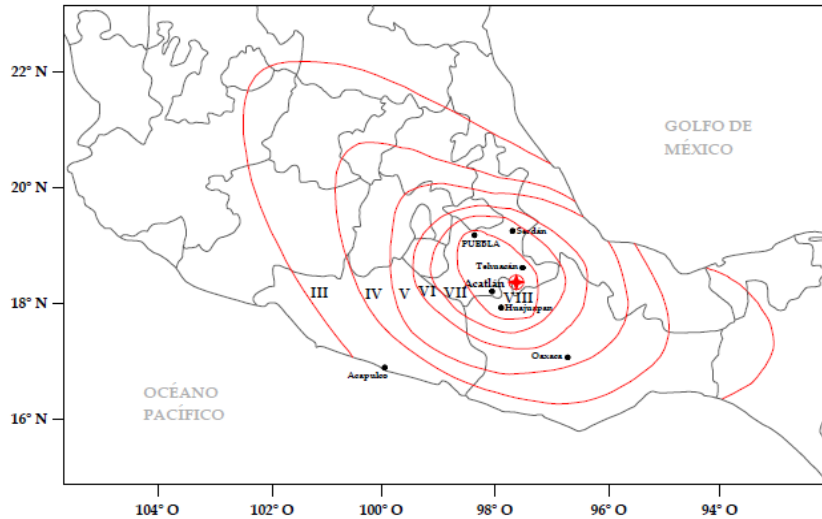 22° N
20° N
18° N
16° N
GOLFO DE
MÉXICO
OCÉANO
PACÍFICO
PUEBLA
Serdán
Tehuacán
Acatlán
III
IV
V
VI
VII
VIII
Huajuapan
Oaxaca
Acapulco
104° O
102° O
100° O
98° O
96° O
94° O